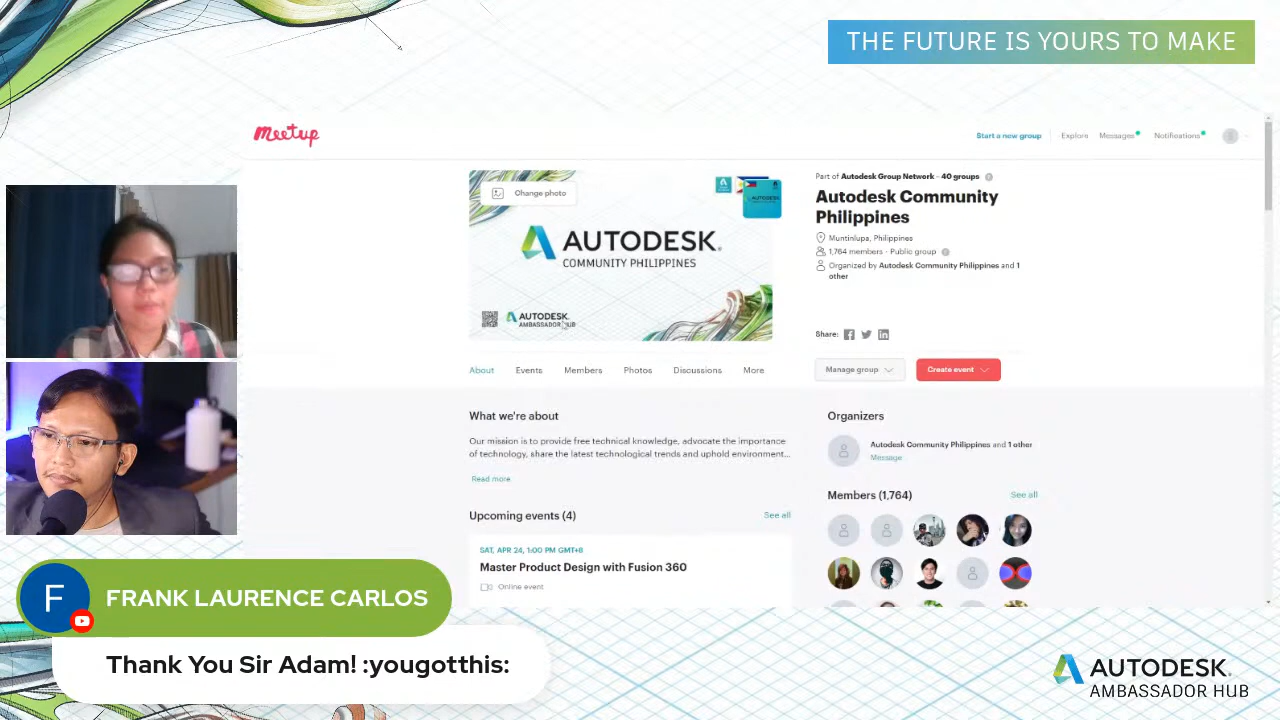 THE FUTURE IS YOURS TO MAKE
Meetup
Start a new group
Explore
Messages
Notifications
Change photo
AUTODESK.
COMMUNITY PHILIPPINES
AUTODESK.
AMBASSADOR HUB
Part of Autodesk Group Network - 40 groups
Autodesk Community
Philippines
Muntinlupa, Philippines
1,764 members · Public group
Organized by Autodesk Community Philippines and 1
other
Share:
About
Events
Members
Photos
Discussions
More
Manage group
Create event
What we're about
Our mission is to provide free technical knowledge, advocate the importance
of technology, share the latest technological trends and uphold environment...
Read more
Upcoming events (4)
See all
SAT, APR 24, 1:00 PM GMT+8
Master Product Design with Fusion 360
Online event
Organizers
Autodesk Community Philippines and 1 other
Message
Members (1,764)
See all
F
FRANK LAURENCE CARLOS
Thank You Sir Adam! :yougotthis:
AUTODESK.
AMBASSADOR HUB